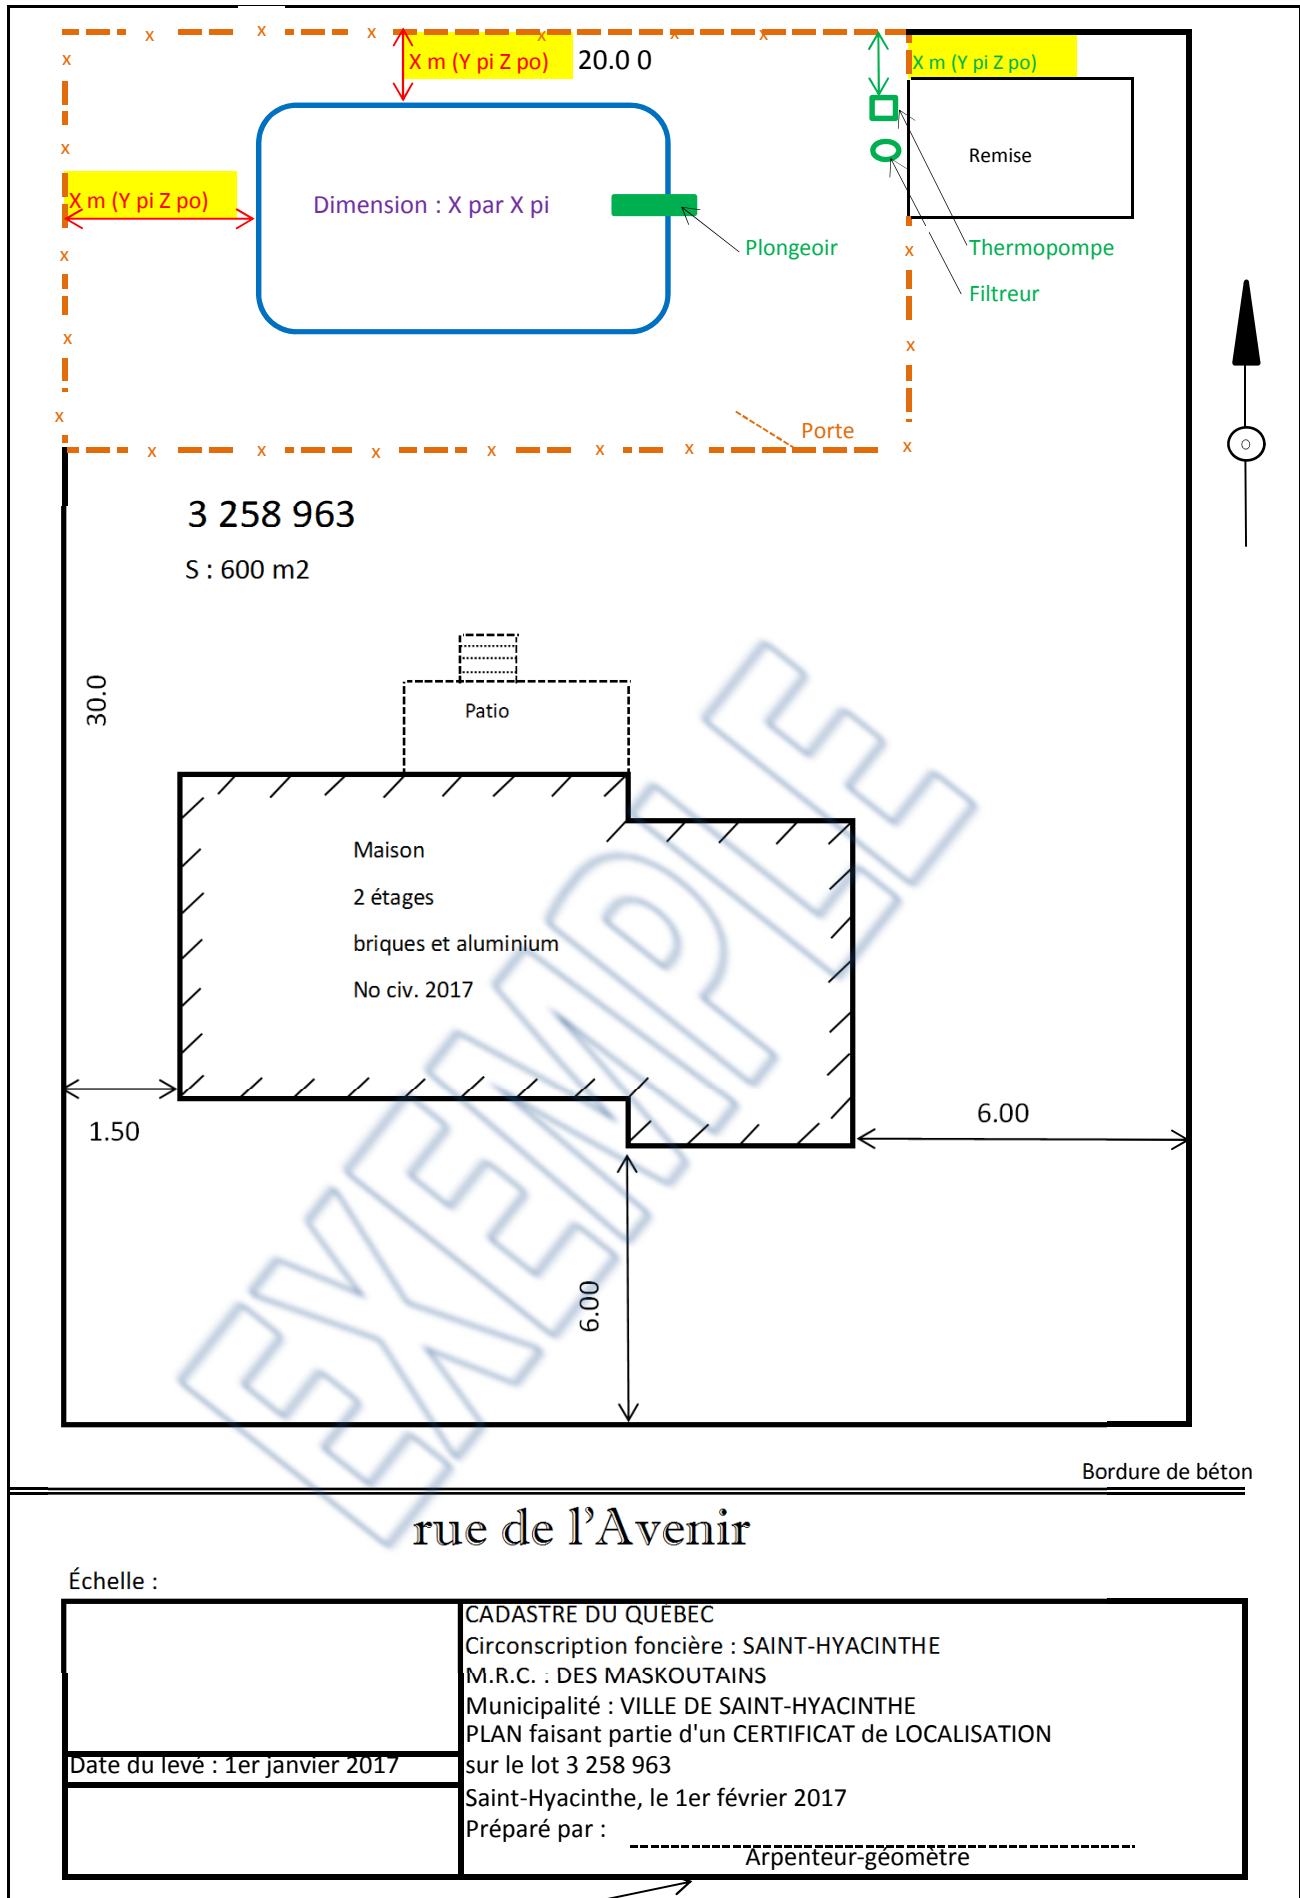 X m (Y pi Z po)
20.0 0
X m (Y pi Z po)
Remise
X m (Y pi Z po)
Dimension : X par X pi
Plongeoir
Thermopompe
Filtreur
Porte
3 258 963
S : 600 m2
30.0
Patio
Maison
2 étages
briques et aluminium
No civ. 2017
1.50
6.00
6.00
EXEMPLE
Bordure de béton
rue de l'Avenir
Échelle :
CADASTRE DU QUÉBEC
Circonscription foncière : SAINT-HYACINTHE
M.R.C. : DES MASKOUTAINS
Municipalité : VILLE DE SAINT-HYACINTHE
PLAN faisant partie d'un CERTIFICAT de LOCALISATION
Date du levé : 1er janvier 2017
sur le lot 3 258 963
Saint-Hyacinthe, le 1er février 2017
Préparé par :
Arpenteur-géomètre